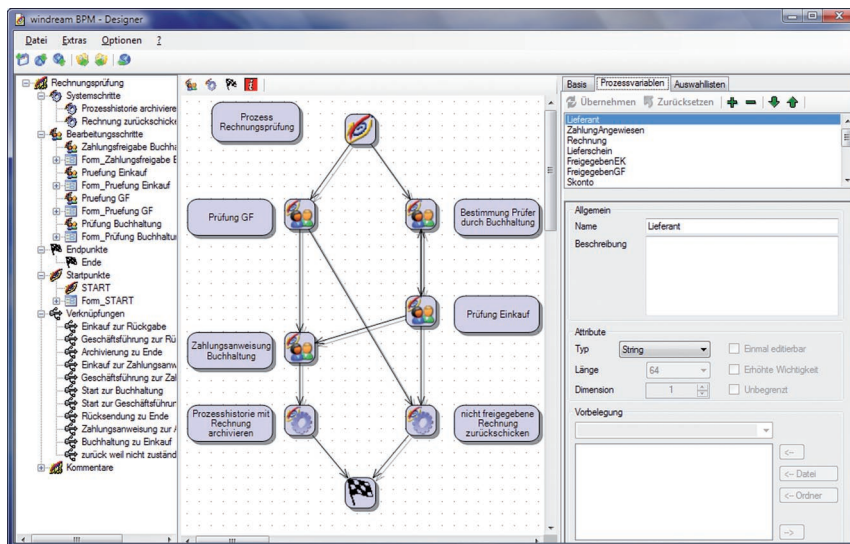 windream BPM - Designer
Datei Extras Optionen ?
Rechnungsprüfung
Systemschritte
Prozesshistorie archiviere
Rechnung zurückschicke
Bearbeitungsschritte
Zahlungsfreigabe Buchha
Form_Zahlungsfreigabe B
Pruefung Einkauf
Form_Pruefung Einkauf
Pruefung GF
Form_Pruefung GF
Prüfung Buchhaltung
Form_Prüfung Buchhaltu
Endpunkte
Ende
Startpunkte
START
Form_START
Verknüpfungen
Einkauf zur Rückgabe
Geschäftsführung zur Rü
Archivierung zu Ende
Einkauf zur Zahlungsanw
Geschäftsführung zur Zal
Start zur Buchhaltung
Start zur Geschäftsführun
Rücksendung zu Ende
Zahlungsanweisung zur A
Buchhaltung zu Einkauf
zurück weil nicht zuständ
Kommentare
Prozess
Rechnungsprüfung
Prüfung GF
Bestimmung Prüfer
durch Buchhaltung
Prüfung Einkauf
Zahlungsanweisung
Buchhaltung
Prozesshistorie mit
Rechnung
archivieren
nicht freigegebene
Rechnung
zurückschicken
Basis Prozessvariablen Auswahllisten
Übernehmen Zurücksetzen
Lieferant
ZahlungAngewiesen
Rechnung
Lieferschein
FreigegebenEK
FreigegebenGF
Skonto
Allgemein
Name Lieferant
Beschreibung
Attribute
Typ String Einmal editierbar
Länge 64 Erhöhte Wichtigkeit
Dimension 1 Unbegrenzt
Vorbelegung
<--
<-- Datei
<-- Ordner
-->